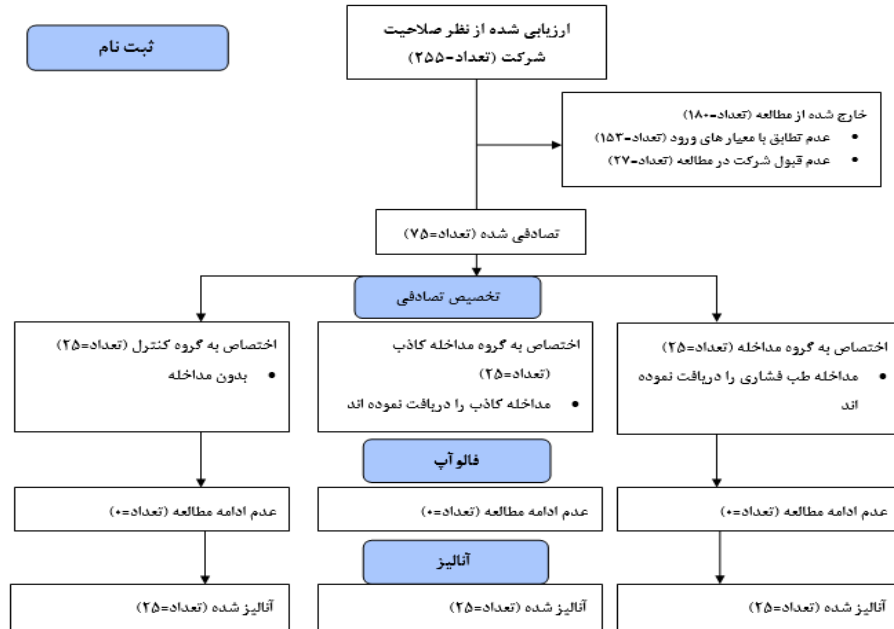 ثبت نام
ارزیابی شده از نظر صلاحیت
شرکت (تعداد=۲۵۵)
خارج شده از مطالعه (تعداد=۱۸۰)
• عدم تطابق با معیار های ورود (تعداد=۱۵۳)
• عدم قبول شرکت در مطالعه (تعداد=۲۷)
تصادفی شده (تعداد=۷۵)
تخصیص تصادفی
اختصاص به گروه مداخله (تعداد=۲۵)
• مداخله طب فشاری را دریافت نموده
اند
اختصاص به گروه مداخله کاذب
(تعداد=۲۵)
• مداخله کاذب را دریافت نموده اند
اختصاص به گروه کنترل (تعداد=۲۵)
• بدون مداخله
فالو آپ
عدم ادامه مطالعه (تعداد=۰)
عدم ادامه مطالعه (تعداد=۰)
عدم ادامه مطالعه (تعداد=۰)
آنالیز
آنالیز شده (تعداد=۲۵)
آنالیز شده (تعداد=۲۵)
آنالیز شده (تعداد=۲۵)